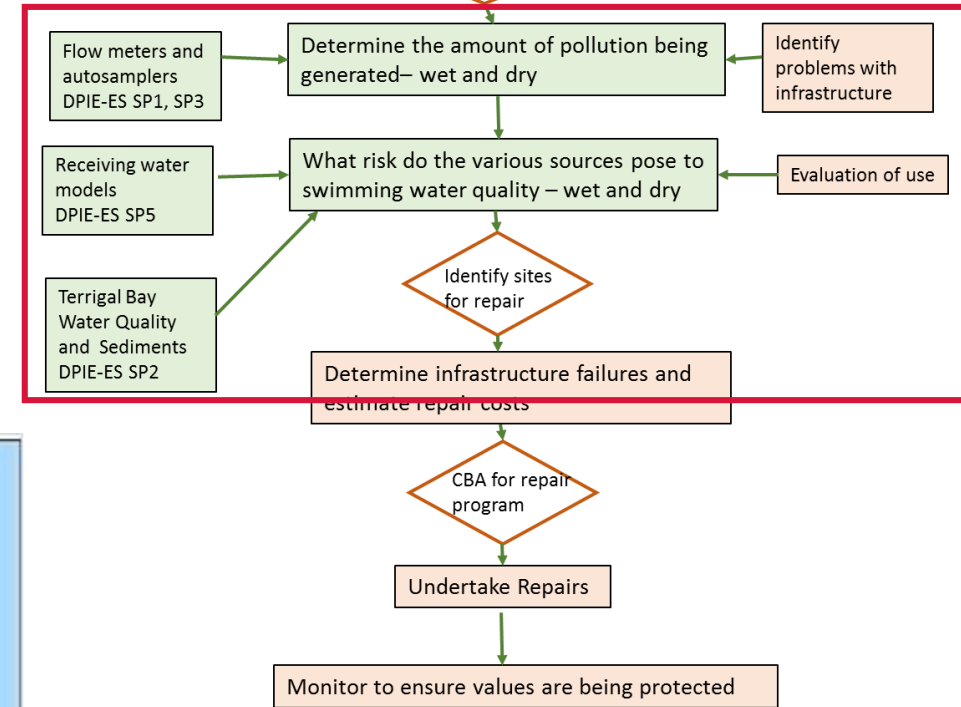 Flow meters and
autosamplers
DPIE-ES SP1, SP3
Determine the amount of pollution being
generated– wet and dry
Identify
problems with
infrastructure
Receiving water
models
DPIE-ES SP5
What risk do the various sources pose to
swimming water quality – wet and dry
Evaluation of use
Terrigal Bay
Water Quality
and Sediments
DPIE-ES SP2
Identify sites
for repair
Determine infrastructure failures and
estimate repair costs
CBA for repair
program
Undertake Repairs
Monitor to ensure values are being protected